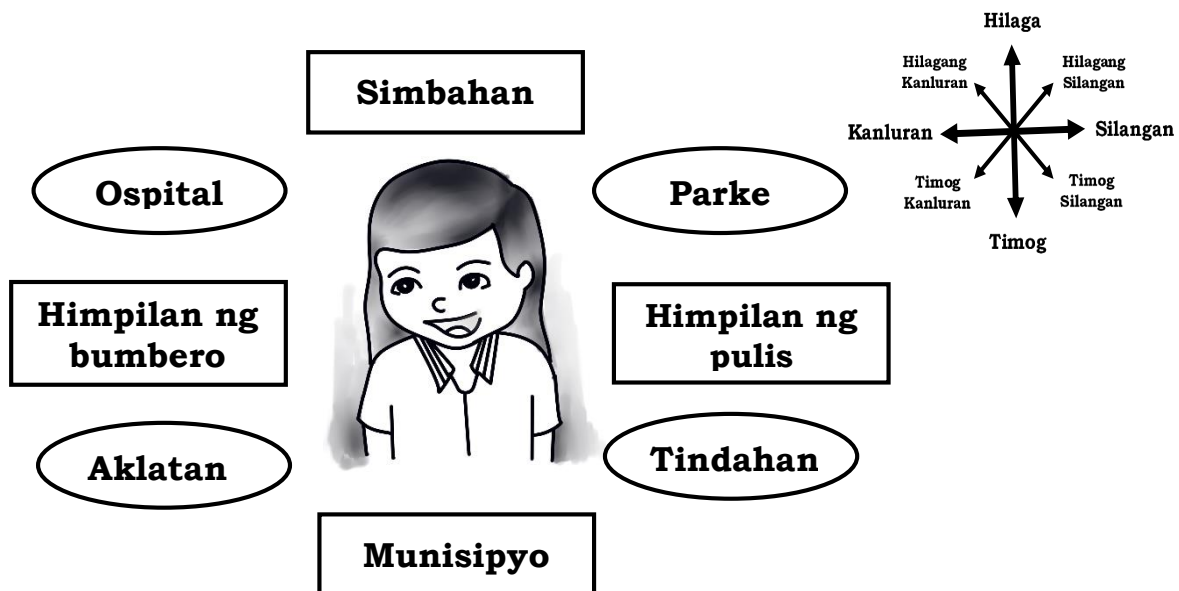 Simbahan
Ospital
Parke
Himpilan ng
bumbero
Himpilan ng
pulis
Aklatan
Tindahan
Munisipyo
Hilaga
Hilagang
Kanluran
Hilagang
Silangan
Kanluran
Silangan
Timog
Kanluran
Timog
Silangan
Timog